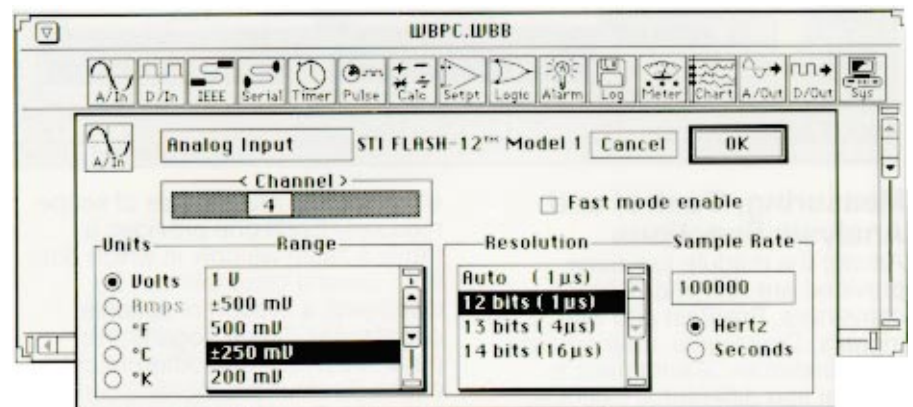 WBPC.WBB
A/In D/In IEEE Serial Timer Pulse Calc Setpt Logic Alarm Log Meter Chart A/Out D/Out Sys
A/In Analog Input STI FLASH-12™ Model 1 Cancel OK
< Channel >
4
Fast mode enable
Units Range Resolution Sample Rate
Volts
Amps
°F
°C
°K
1 V
±500 mV
500 mV
±250 mV
200 mV
Auto (1µs)
12 bits (1µs)
13 bits (4µs)
14 bits (16µs)
100000
Hertz
Seconds